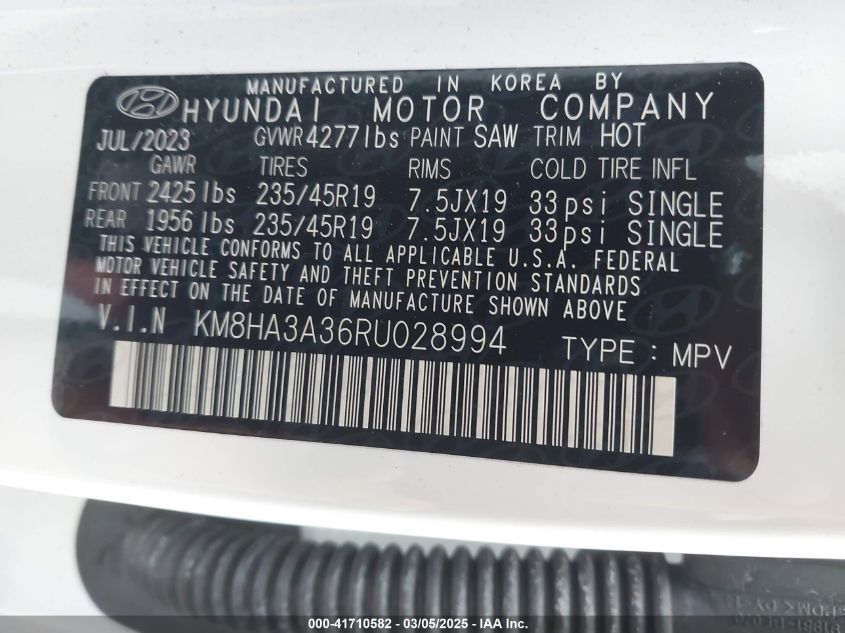 MANUFACTURED IN KOREA BY
HYUNDAI MOTOR COMPANY
JUL/2023 GVWR 4277lbs PAINT SAW TRIM HOT
GAWR TIRES RIMS COLD TIRE INFL
FRONT 2425lbs 235/45R19 7.5JX19 33psi SINGLE
REAR 1956lbs 235/45R19 7.5JX19 33psi SINGLE
THIS VEHICLE CONFORMS TO ALL APPLICABLE U.S.A. FEDERAL
MOTOR VEHICLE SAFETY AND THEFT PREVENTION STANDARDS
IN EFFECT ON THE DATE OF MANUFACTURE SHOWN ABOVE
V.I.N KM8HA3A36RU028994 TYPE : MPV
000-41710582 — 03/05/2025 — IAA Inc.